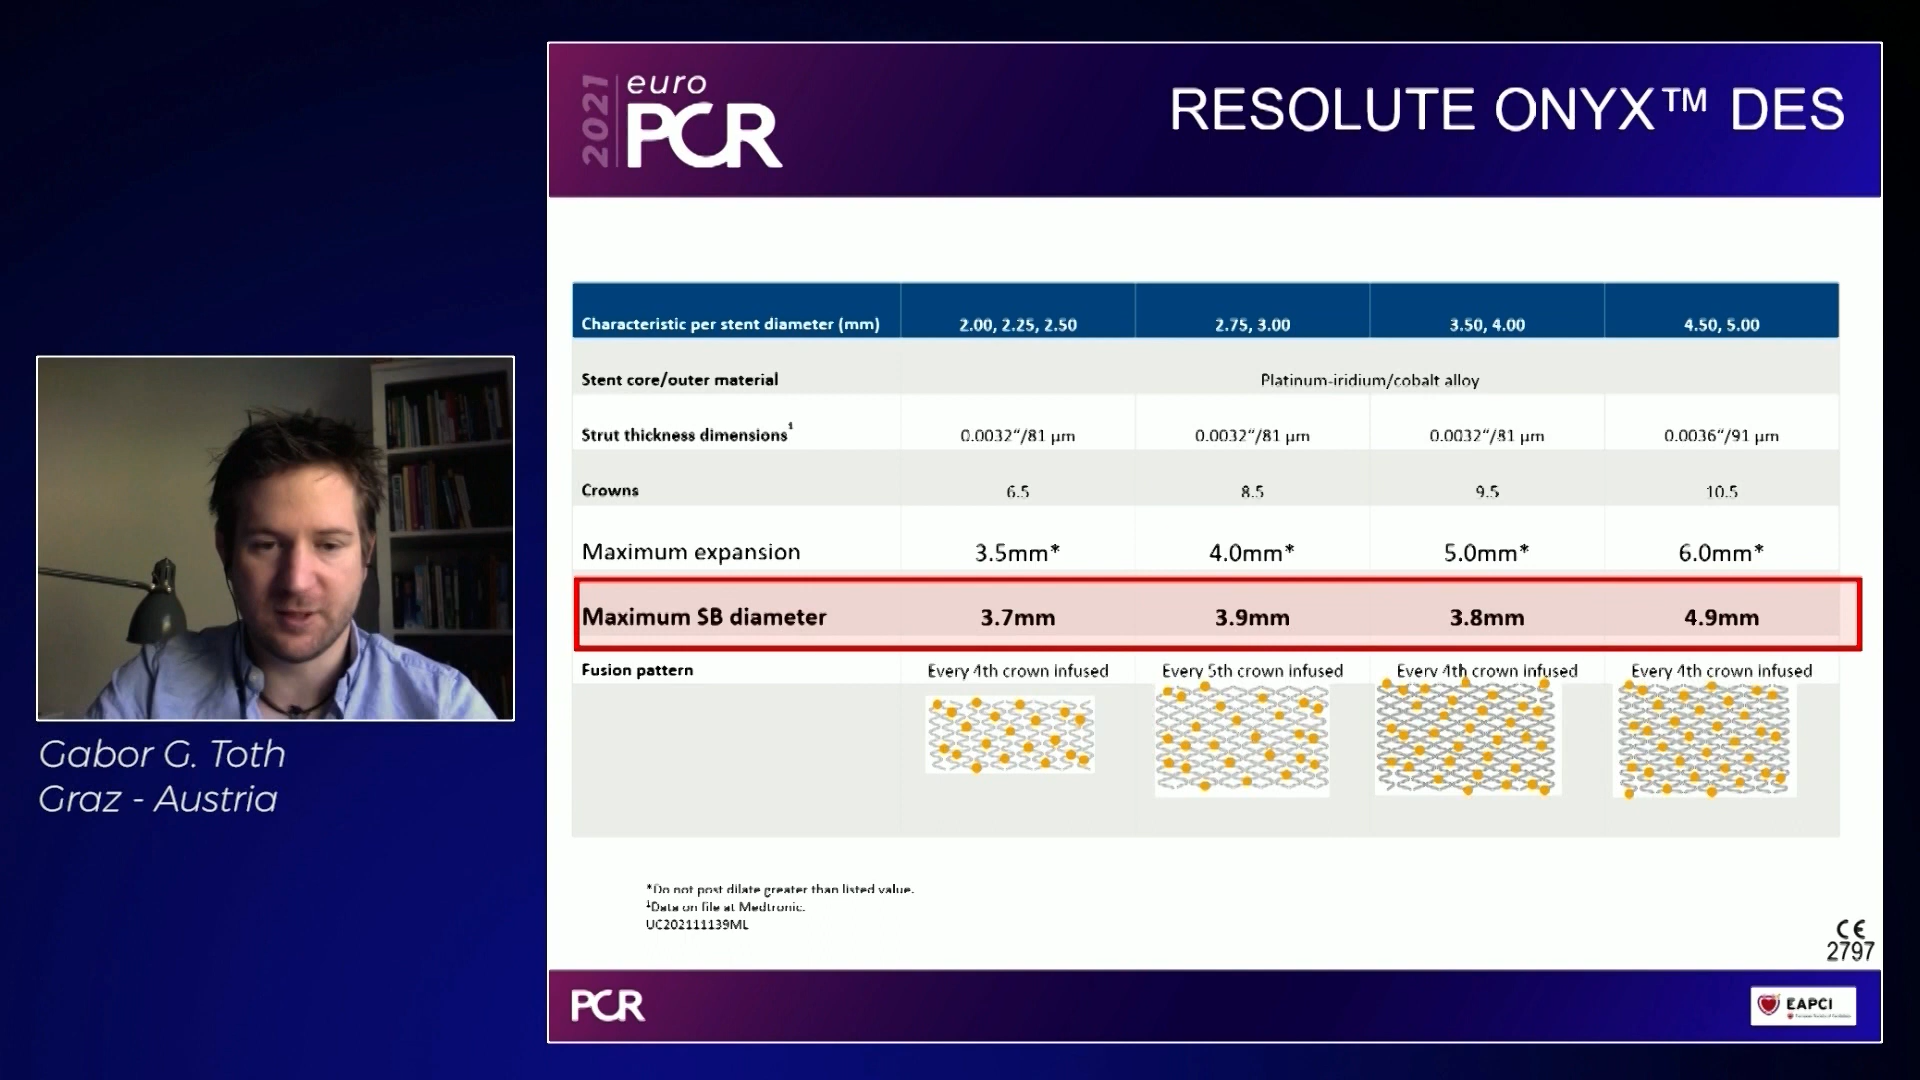 2021 euro
PCR
RESOLUTE ONYX™ DES
Characteristic per stent diameter (mm) 2.00, 2.25, 2.50 2.75, 3.00 3.50, 4.00 4.50, 5.00
Stent core/outer material Platinum-iridium/cobalt alloy
Strut thickness dimensions¹ 0.0032“/81 μm 0.0032“/81 μm 0.0032“/81 μm 0.0036“/91 μm
Crowns 6.5 8.5 9.5 10.5
Maximum expansion 3.5mm* 4.0mm* 5.0mm* 6.0mm*
Maximum SB diameter 3.7mm 3.9mm 3.8mm 4.9mm
Fusion pattern Every 4th crown infused Every 5th crown infused Every 4th crown infused Every 4th crown infused
*Do not post dilate greater than listed value.
¹Data on file at Medtronic.
UC202111139ML
CE
2797
PCR
EAPCI
Gabor G. Toth
Graz - Austria